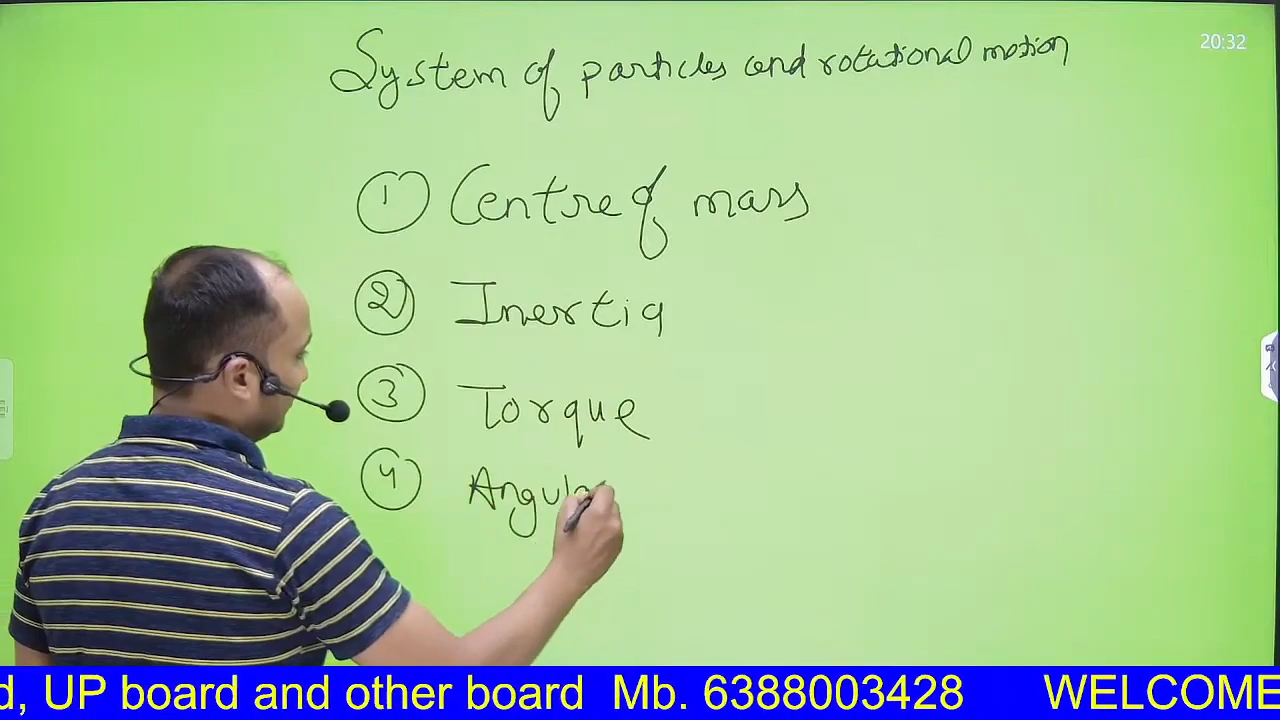 System of particles and rotational motion
20:32
1 Centre of mass
2 Inertia
3 Torque
4 Angula
d, UP board and other board Mb. 6388003428 WELCOME